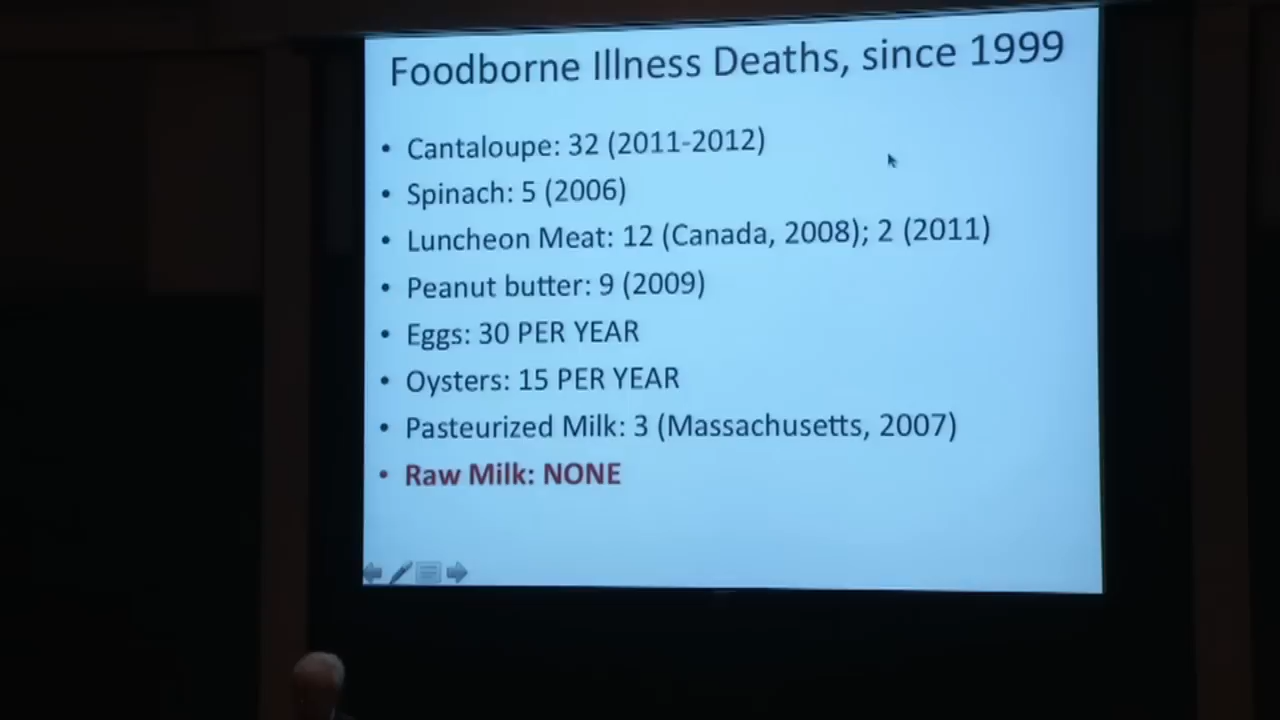 Foodborne Illness Deaths, since 1999
• Cantaloupe: 32 (2011-2012)
• Spinach: 5 (2006)
• Luncheon Meat: 12 (Canada, 2008); 2 (2011)
• Peanut butter: 9 (2009)
• Eggs: 30 PER YEAR
• Oysters: 15 PER YEAR
• Pasteurized Milk: 3 (Massachusetts, 2007)
• Raw Milk: NONE